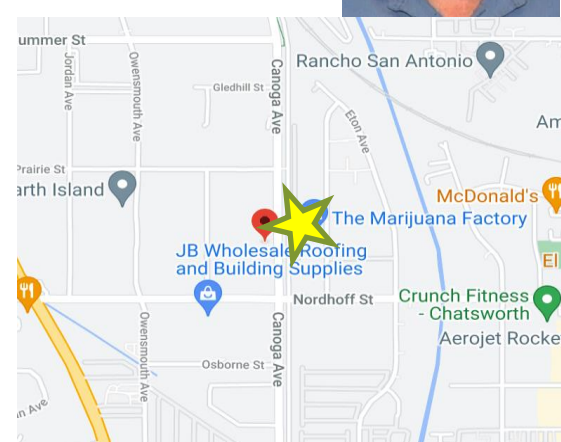 ummer St
Rancho San Antonio
Jordan Ave
Owensmouth Ave
Canoga Ave
Gledhill St
Eton Ave
Am
Prairie St
arth Island
McDonald's
The Marijuana Factory
JB Wholesale Roofing
and Building Supplies
El
Nordhoff St
Crunch Fitness
- Chatsworth
Aerojet Rocke
Owensmouth Ave
Canoga Ave
Osborne St
n Ave